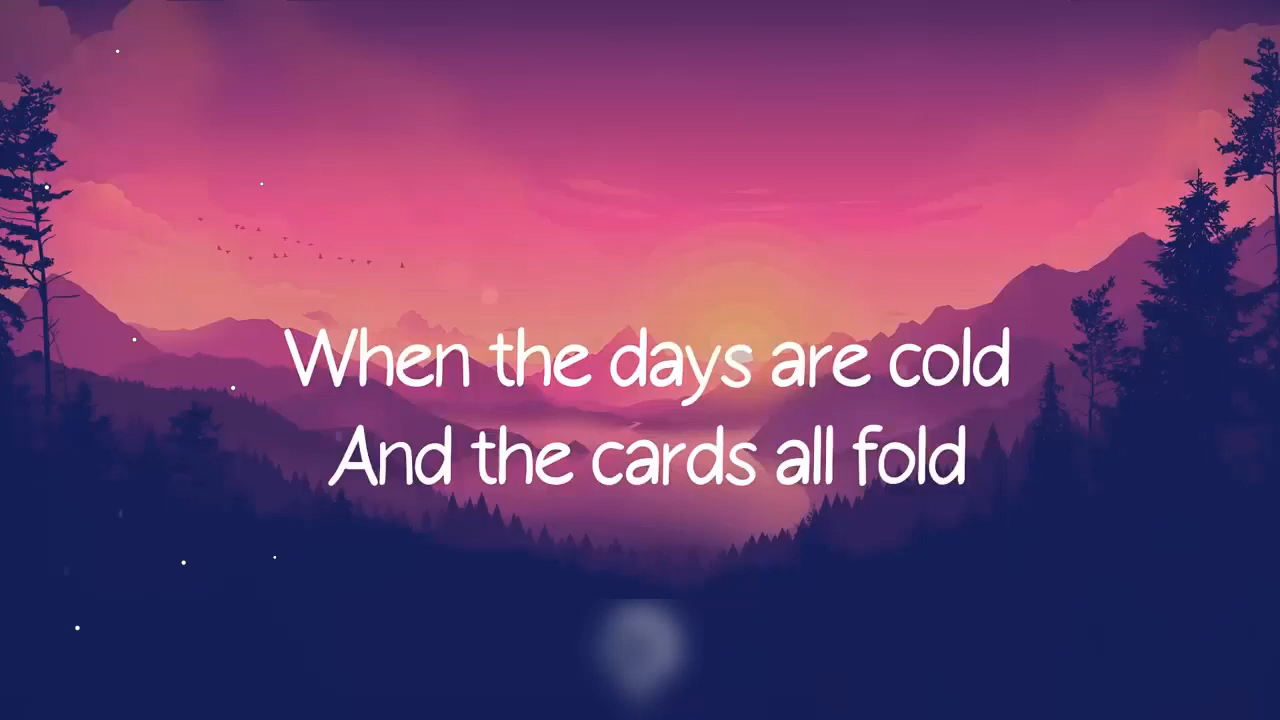 When the days are cold
And the cards all fold